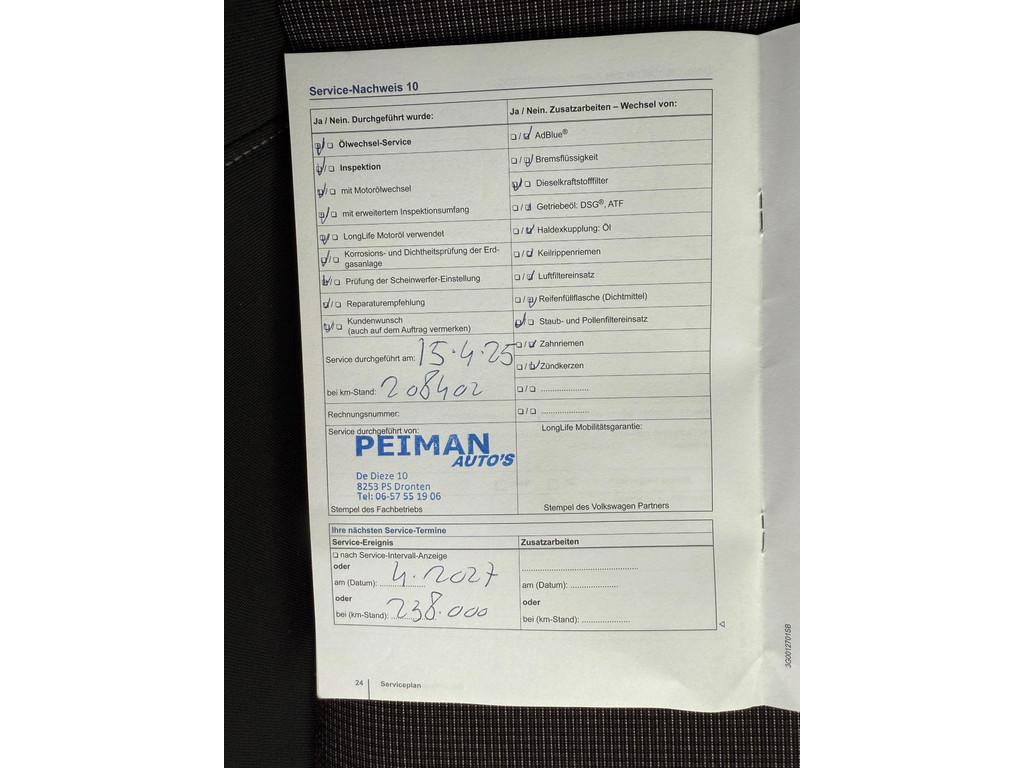 Service-Nachweis 10
Ja / Nein. Durchgeführt wurde:
☑/☐ Ölwechsel-Service
☑/☐ Inspektion
☑/☐ mit Motorölwechsel
☑/☐ mit erweitertem Inspektionsumfang
☑/☐ LongLife Motoröl verwendet
☑/☐ Korrosions- und Dichtheitsprüfung der Erd-
gasanlage
☑/☐ Prüfung der Scheinwerfer-Einstellung
☑/☐ Reparaturempfehlung
☑/☐ Kundenwunsch
(auch auf dem Auftrag vermerken)
Service durchgeführt am: 15.4.25
bei km-Stand: 208402
Rechnungsnummer:
Service durchgeführt von:
PEIMAN
AUTO'S
De Dieze 10
8253 PS Dronten
Tel: 06-57 55 19 06
Stempel des Fachbetriebs
Ja / Nein. Zusatzarbeiten – Wechsel von:
☐/☑ AdBlue®
☐/☑ Bremsflüssigkeit
☑/☐ Dieselkraftstofffilter
☐/☑ Getriebeöl: DSG®, ATF
☐/☑ Haldexkupplung: Öl
☐/☑ Keilrippenriemen
☐/☑ Luftfiltereinsatz
☐/☑ Reifenfüllflasche (Dichtmittel)
☑/☐ Staub- und Pollenfiltereinsatz
☐/☑ Zahnriemen
☐/☑ Zündkerzen
☐/☐ ....................
☐/☐ ....................
LongLife Mobilitätsgarantie:
Stempel des Volkswagen Partners
Ihre nächsten Service-Termine
Service-Ereignis
☐ nach Service-Intervall-Anzeige
oder
am (Datum): 4.2027
oder
bei (km-Stand): 238.000
Zusatzarbeiten
..................................................
am (Datum): ....................
oder
bei (km-Stand): ....................
24 Serviceplan
3G0012701SB